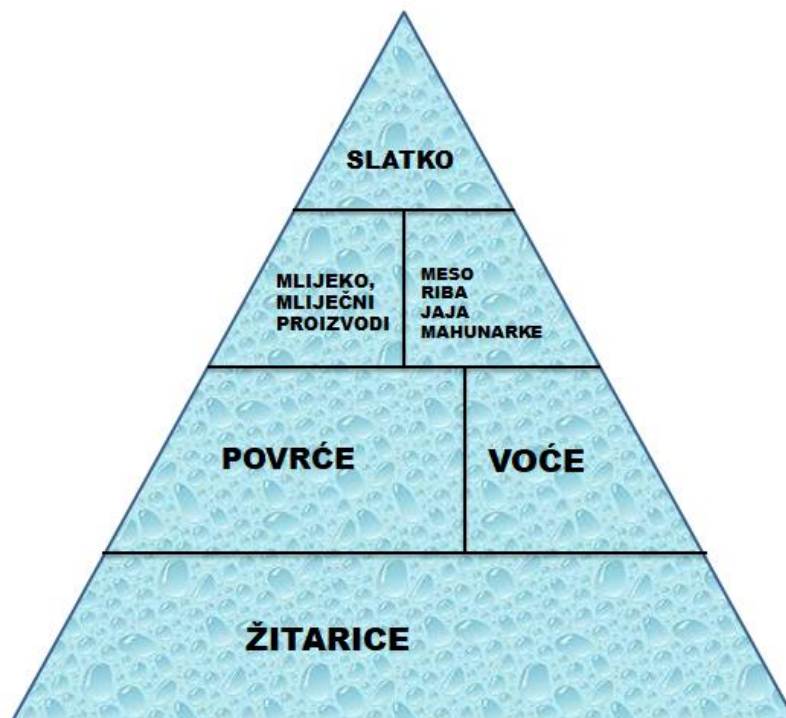 SLATKO
MLIJEKO,
MLIJEČNI
PROIZVODI
MESO
RIBA
JAJA
MAHUNARKE
POVRĆE
VOĆE
ŽITARICE